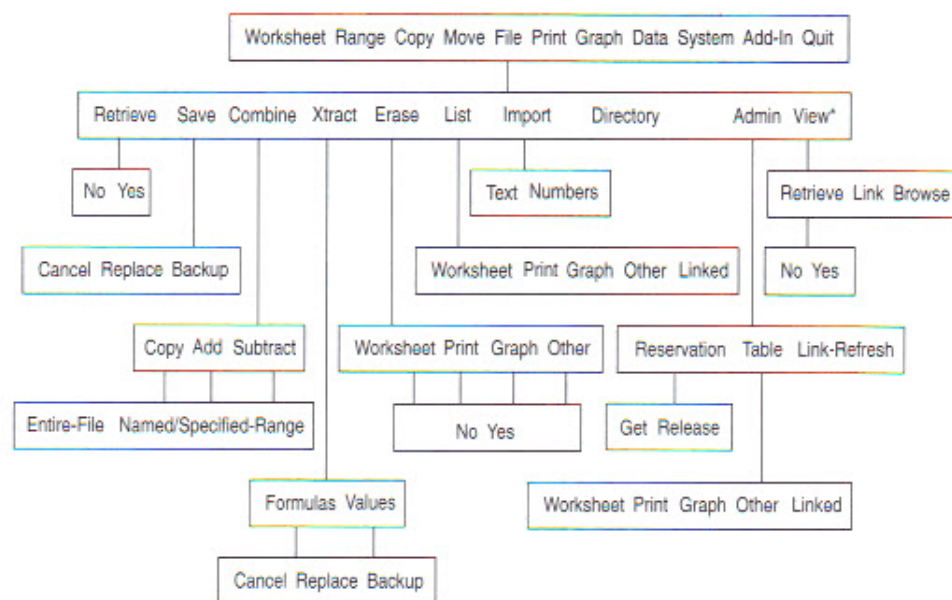 Worksheet Range Copy Move File Print Graph Data System Add-In Quit
Retrieve Save Combine Xtract Erase List Import Directory Admin View*
No Yes
Text Numbers
Retrieve Link Browse
Cancel Replace Backup
Worksheet Print Graph Other Linked
No Yes
Copy Add Subtract
Worksheet Print Graph Other
Reservation Table Link-Refresh
Entire-File Named/Specified-Range
No Yes
Get Release
Formulas Values
Worksheet Print Graph Other Linked
Cancel Replace Backup